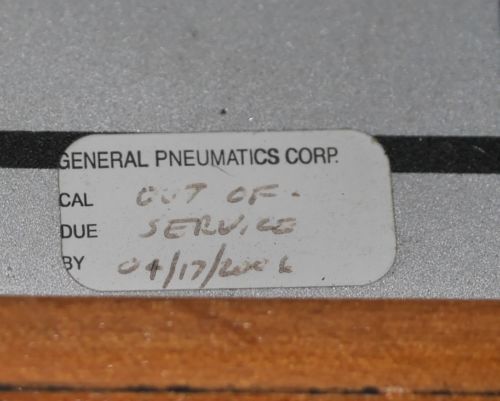 GENERAL PNEUMATICS CORP.
CAL OUT OF
DUE SERVICE
BY 04/17/2006